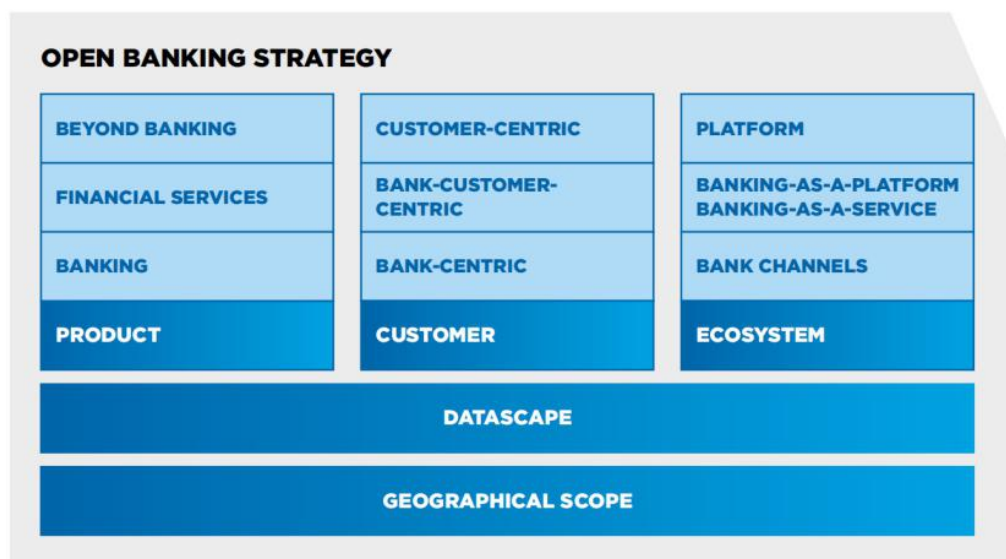 OPEN BANKING STRATEGY
BEYOND BANKING
FINANCIAL SERVICES
BANKING
PRODUCT
CUSTOMER-CENTRIC
BANK-CUSTOMER-
CENTRIC
BANK-CENTRIC
CUSTOMER
PLATFORM
BANKING-AS-A-PLATFORM
BANKING-AS-A-SERVICE
BANK CHANNELS
ECOSYSTEM
DATASCAPE
GEOGRAPHICAL SCOPE